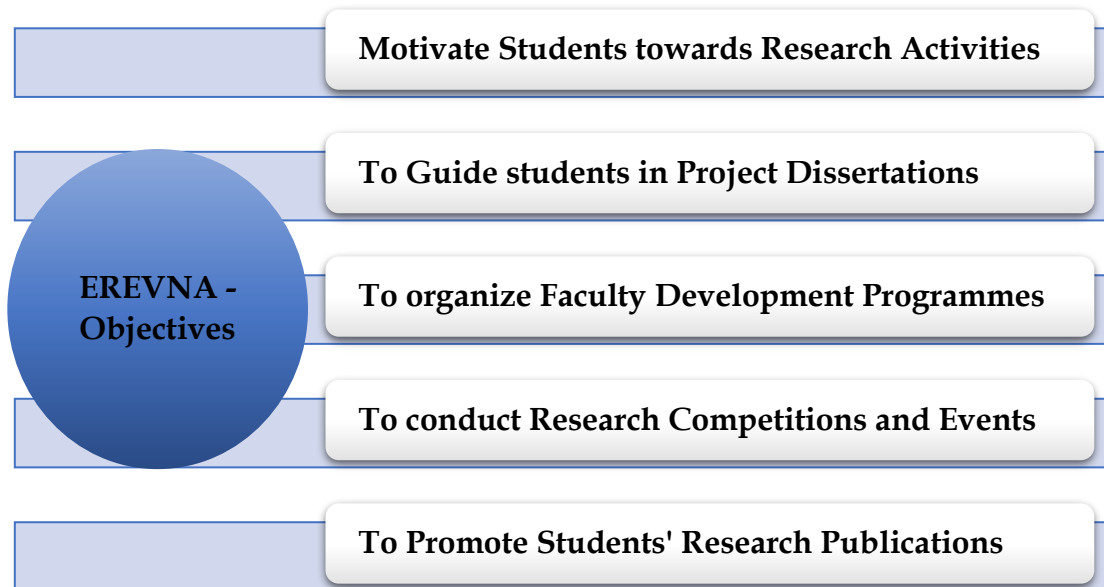 Motivate Students towards Research Activities
To Guide students in Project Dissertations
EREVNA -
Objectives
To organize Faculty Development Programmes
To conduct Research Competitions and Events
To Promote Students' Research Publications